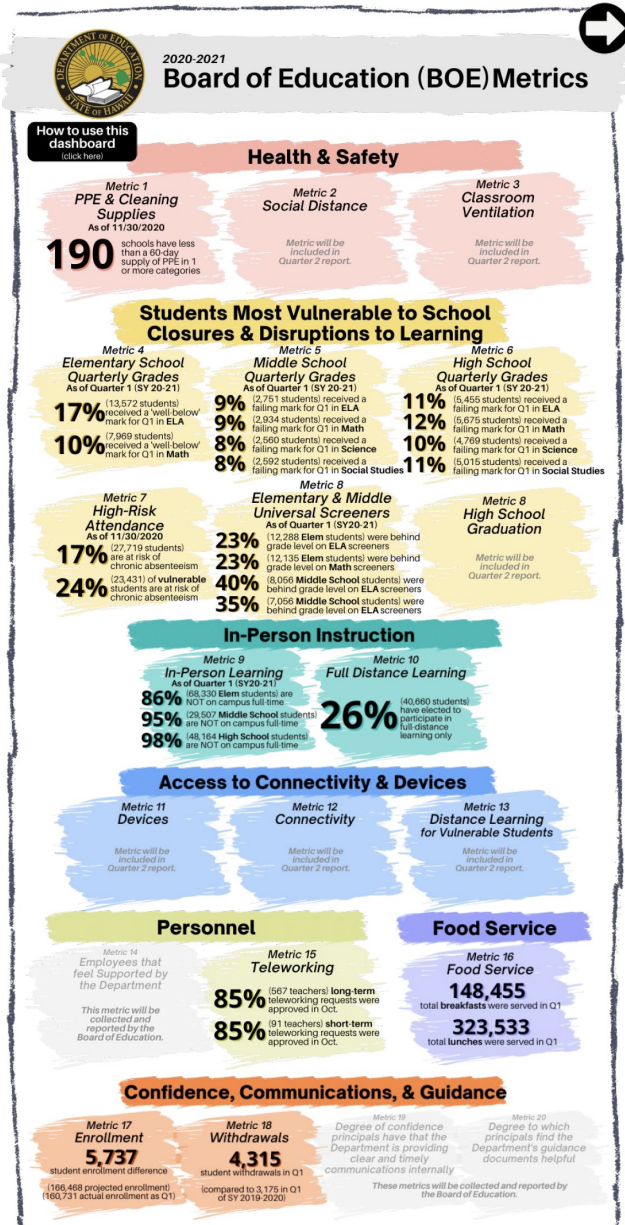 DEPARTMENT OF EDUCATION
STATE OF HAWAII
2020-2021
Board of Education (BOE) Metrics
How to use this
dashboard
(click here)
Health & Safety
Metric 1
PPE & Cleaning
Supplies
As of 11/30/2020
190
schools have less
than a 60-day
supply of PPE in 1
or more categories
Metric 2
Social Distance
Metric will be
included in
Quarter 2 report.
Metric 3
Classroom
Ventilation
Metric will be
included in
Quarter 2 report.
Students Most Vulnerable to School
Closures & Disruptions to Learning
Metric 4
Elementary School
Quarterly Grades
As of Quarter 1 (SY 20-21)
17% (13,572 students)
received a 'well-below'
mark for Q1 in ELA
10% (7,969 students)
received a 'well-below'
mark for Q1 in Math
Metric 5
Middle School
Quarterly Grades
As of Quarter 1 (SY 20-21)
9% (2,751 students) received a
failing mark for Q1 in ELA
9% (2,934 students) received a
failing mark for Q1 in Math
8% (2,560 students) received a
failing mark for Q1 in Science
8% (2,592 students) received a
failing mark for Q1 in Social Studies
Metric 6
High School
Quarterly Grades
As of Quarter 1 (SY 20-21)
11% (5,455 students) received a
failing mark for Q1 in ELA
12% (5,675 students) received a
failing mark for Q1 in Math
10% (4,769 students) received a
failing mark for Q1 in Science
11% (5,015 students) received a
failing mark for Q1 in Social Studies
Metric 7
High-Risk
Attendance
As of 11/30/2020
17% (27,719 students)
are at risk of
chronic absenteeism
24% (23,431) of vulnerable
students are at risk of
chronic absenteeism
Metric 8
Elementary & Middle
Universal Screeners
As of Quarter 1 (SY20-21)
23% (12,288 Elem students) were behind
grade level on ELA screeners
23% (12,135 Elem students) were behind
grade level on Math screeners
40% (8,056 Middle School students) were
behind grade level on ELA screeners
35% (7,056 Middle School students) were
behind grade level on ELA screeners
Metric 8
High School
Graduation
Metric will be
included in
Quarter 2 report.
In-Person Instruction
Metric 9
In-Person Learning
As of Quarter 1 (SY20-21)
86% (68,330 Elem students) are
NOT on campus full-time
95% (29,507 Middle School students)
are NOT on campus full-time
98% (48,164 High School students)
are NOT on campus full-time
Metric 10
Full Distance Learning
26% (40,660 students)
have elected to
participate in
full-distance
learning only
Access to Connectivity & Devices
Metric 11
Devices
Metric will be
included in
Quarter 2 report.
Metric 12
Connectivity
Metric will be
included in
Quarter 2 report.
Metric 13
Distance Learning
for Vulnerable Students
Metric will be
included in
Quarter 2 report.
Personnel
Metric 14
Employees that
feel Supported by
the Department
This metric will be
collected and
reported by the
Board of Education.
Metric 15
Teleworking
85% (567 teachers) long-term
teleworking requests were
approved in Oct.
85% (91 teachers) short-term
teleworking requests were
approved in Oct.
Food Service
Metric 16
Food Service
148,455
total breakfasts were served in Q1
323,533
total lunches were served in Q1
Confidence, Communications, & Guidance
Metric 17
Enrollment
5,737
student enrollment difference
(166,468 projected enrollment)
(160,731 actual enrollment as Q1)
Metric 18
Withdrawals
4,315
student withdrawals in Q1
(compared to 3,175 in Q1
of SY 2019-2020)
Metric 19
Degree of confidence
principals have that the
Department is providing
clear and timely
communications internally
Metric 20
Degree to which
principals find the
Department's guidance
documents helpful
These metrics will be collected and reported by
the Board of Education.